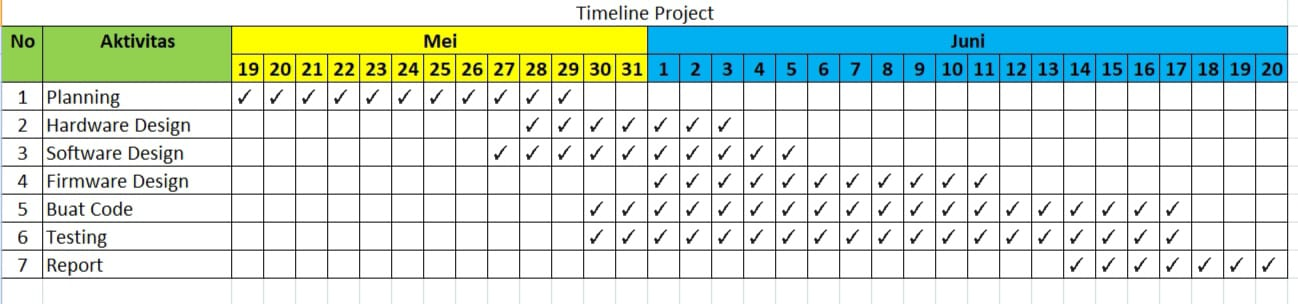 Timeline Project
No Aktivitas Mei Juni
19 20 21 22 23 24 25 26 27 28 29 30 31 1 2 3 4 5 6 7 8 9 10 11 12 13 14 15 16 17 18 19 20
1 Planning ✓ ✓ ✓ ✓ ✓ ✓ ✓ ✓ ✓ ✓ ✓
2 Hardware Design ✓ ✓ ✓ ✓ ✓ ✓ ✓
3 Software Design ✓ ✓ ✓ ✓ ✓ ✓ ✓ ✓ ✓ ✓
4 Firmware Design ✓ ✓ ✓ ✓ ✓ ✓ ✓ ✓ ✓ ✓ ✓
5 Buat Code ✓ ✓ ✓ ✓ ✓ ✓ ✓ ✓ ✓ ✓ ✓ ✓ ✓ ✓ ✓ ✓ ✓ ✓ ✓
6 Testing ✓ ✓ ✓ ✓ ✓ ✓ ✓ ✓ ✓ ✓ ✓ ✓ ✓ ✓ ✓ ✓ ✓ ✓ ✓
7 Report ✓ ✓ ✓ ✓ ✓ ✓ ✓